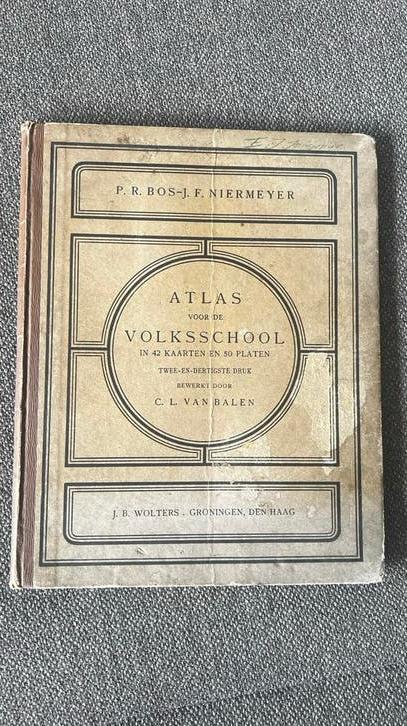 P. R. BOS-J. F. NIERMEYER
ATLAS
VOOR DE
VOLKSSCHOOL
IN 42 KAARTEN EN 50 PLATEN
TWEE-EN-DERTIGSTE DRUK
BEWERKT DOOR
C. L. VAN BALEN
J. B. WOLTERS . GRONINGEN, DEN HAAG